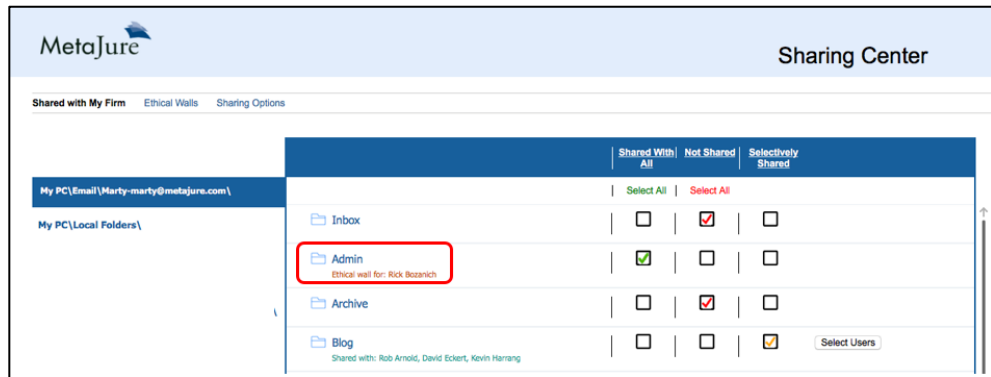 MetaJure
Sharing Center
Shared with My Firm Ethical Walls Sharing Options
Shared With All Not Shared Selectively Shared
My PC\Email\Marty-marty@metajure.com\
Select All Select All
My PC\Local Folders\
Inbox
Admin
Ethical wall for: Rick Bozanich
\
Archive
Blog
Select Users
Shared with: Rob Arnold, David Eckert, Kevin Harrang